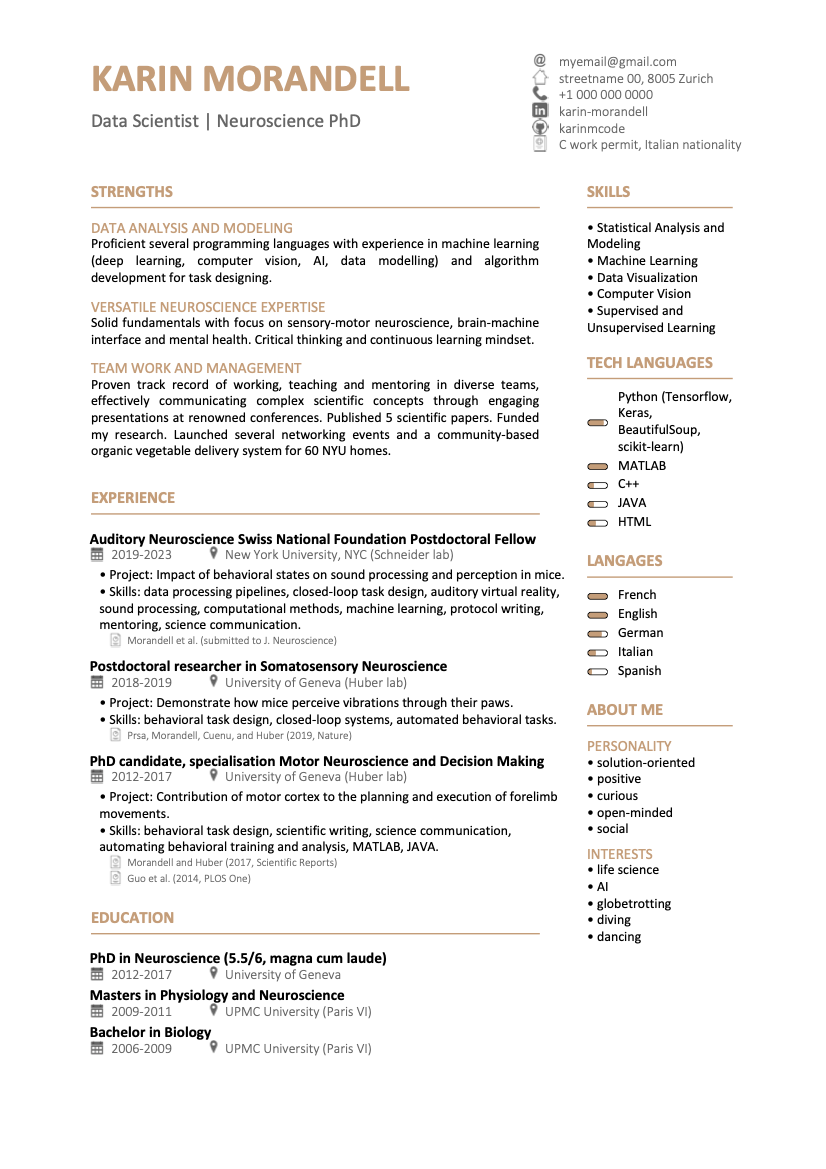 KARIN MORANDELL
Data Scientist | Neuroscience PhD
myemail@gmail.com
streetname 00, 8005 Zurich
+1 000 000 0000
karin-morandell
karinmcode
C work permit, Italian nationality
STRENGTHS
DATA ANALYSIS AND MODELING
Proficient several programming languages with experience in machine learning
(deep learning, computer vision, AI, data modelling) and algorithm
development for task designing.
VERSATILE NEUROSCIENCE EXPERTISE
Solid fundamentals with focus on sensory-motor neuroscience, brain-machine
interface and mental health. Critical thinking and continuous learning mindset.
TEAM WORK AND MANAGEMENT
Proven track record of working, teaching and mentoring in diverse teams,
effectively communicating complex scientific concepts through engaging
presentations at renowned conferences. Published 5 scientific papers. Funded
my research. Launched several networking events and a community-based
organic vegetable delivery system for 60 NYU homes.
EXPERIENCE
Auditory Neuroscience Swiss National Foundation Postdoctoral Fellow
2019-2023 New York University, NYC (Schneider lab)
• Project: Impact of behavioral states on sound processing and perception in mice.
• Skills: data processing pipelines, closed-loop task design, auditory virtual reality,
sound processing, computational methods, machine learning, protocol writing,
mentoring, science communication.
Morandell et al. (submitted to J. Neuroscience)
Postdoctoral researcher in Somatosensory Neuroscience
2018-2019 University of Geneva (Huber lab)
• Project: Demonstrate how mice perceive vibrations through their paws.
• Skills: behavioral task design, closed-loop systems, automated behavioral tasks.
Prsa, Morandell, Cuenu, and Huber (2019, Nature)
PhD candidate, specialisation Motor Neuroscience and Decision Making
2012-2017 University of Geneva (Huber lab)
• Project: Contribution of motor cortex to the planning and execution of forelimb
movements.
• Skills: behavioral task design, scientific writing, science communication,
automating behavioral training and analysis, MATLAB, JAVA.
Morandell and Huber (2017, Scientific Reports)
Guo et al. (2014, PLOS One)
EDUCATION
PhD in Neuroscience (5.5/6, magna cum laude)
2012-2017 University of Geneva
Masters in Physiology and Neuroscience
2009-2011 UPMC University (Paris VI)
Bachelor in Biology
2006-2009 UPMC University (Paris VI)
SKILLS
• Statistical Analysis and
Modeling
• Machine Learning
• Data Visualization
• Computer Vision
• Supervised and
Unsupervised Learning
TECH LANGUAGES
Python (Tensorflow,
Keras,
BeautifulSoup,
scikit-learn)
MATLAB
C++
JAVA
HTML
LANGAGES
French
English
German
Italian
Spanish
ABOUT ME
PERSONALITY
• solution-oriented
• positive
• curious
• open-minded
• social
INTERESTS
• life science
• AI
• globetrotting
• diving
• dancing